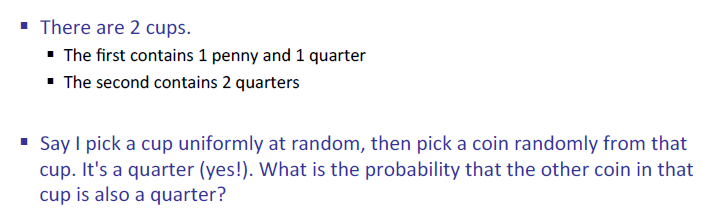 ▪ There are 2 cups.
▪ The first contains 1 penny and 1 quarter
▪ The second contains 2 quarters
▪ Say I pick a cup uniformly at random, then pick a coin randomly from that
cup. It's a quarter (yes!). What is the probability that the other coin in that
cup is also a quarter?